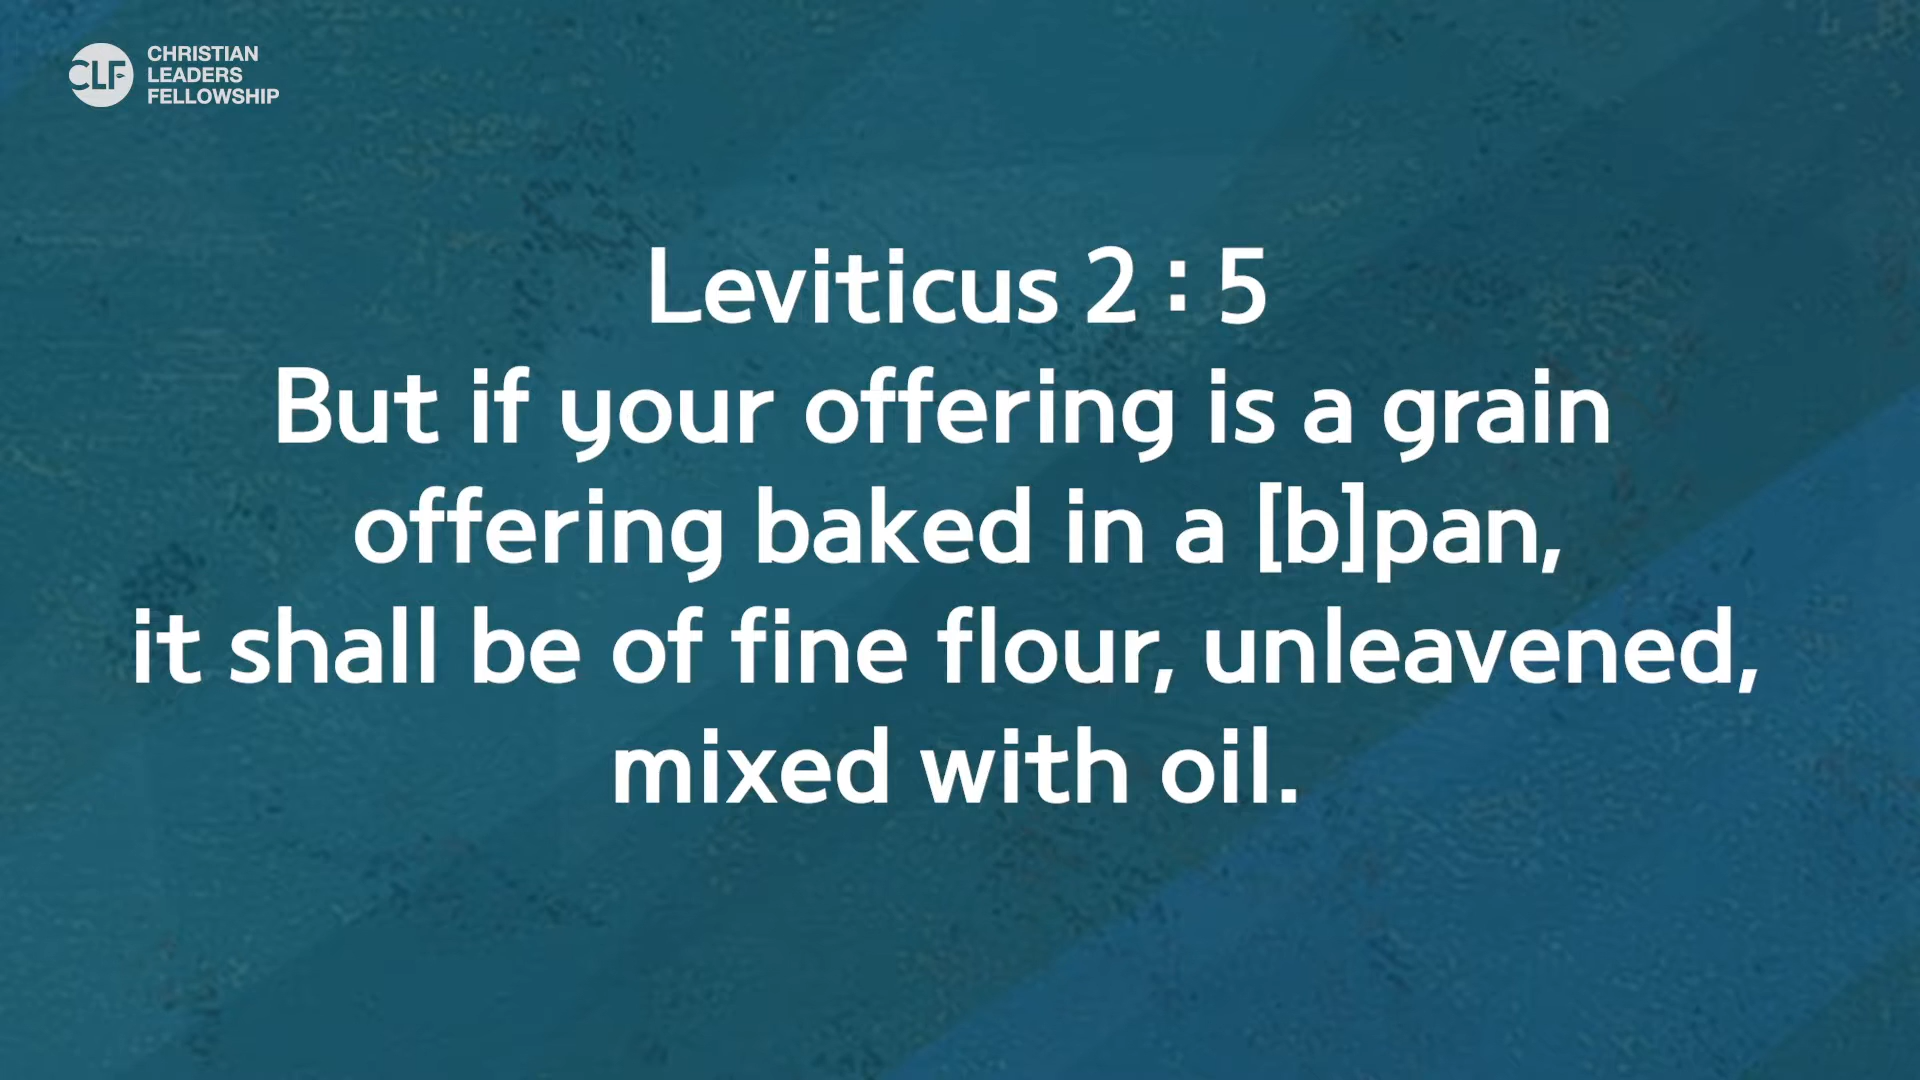 CLF
CHRISTIAN
LEADERS
FELLOWSHIP
Leviticus 2 : 5
But if your offering is a grain
offering baked in a [b]pan,
it shall be of fine flour, unleavened,
mixed with oil.